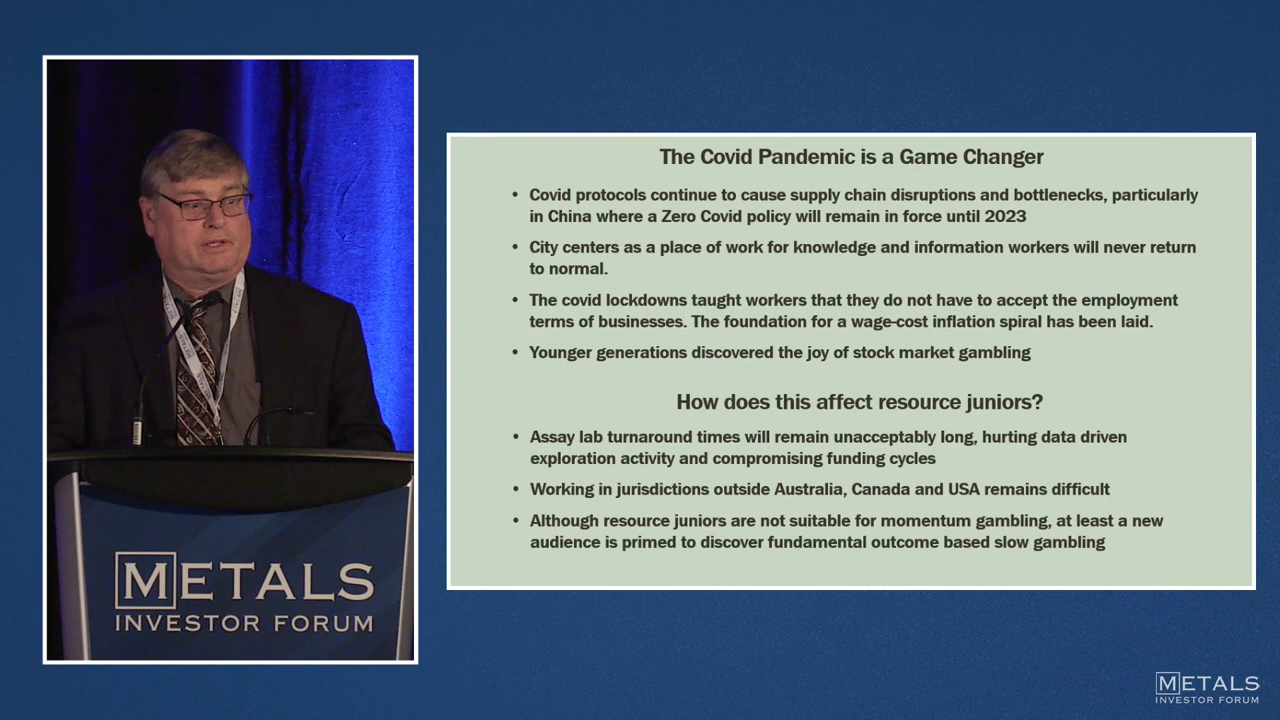 The Covid Pandemic is a Game Changer
• Covid protocols continue to cause supply chain disruptions and bottlenecks, particularly
in China where a Zero Covid policy will remain in force until 2023
• City centers as a place of work for knowledge and information workers will never return
to normal.
• The covid lockdowns taught workers that they do not have to accept the employment
terms of businesses. The foundation for a wage-cost inflation spiral has been laid.
• Younger generations discovered the joy of stock market gambling
How does this affect resource juniors?
• Assay lab turnaround times will remain unacceptably long, hurting data driven
exploration activity and compromising funding cycles
• Working in jurisdictions outside Australia, Canada and USA remains difficult
• Although resource juniors are not suitable for momentum gambling, at least a new
audience is primed to discover fundamental outcome based slow gambling
METALS
INVESTOR FORUM
METALS
INVESTOR FORUM